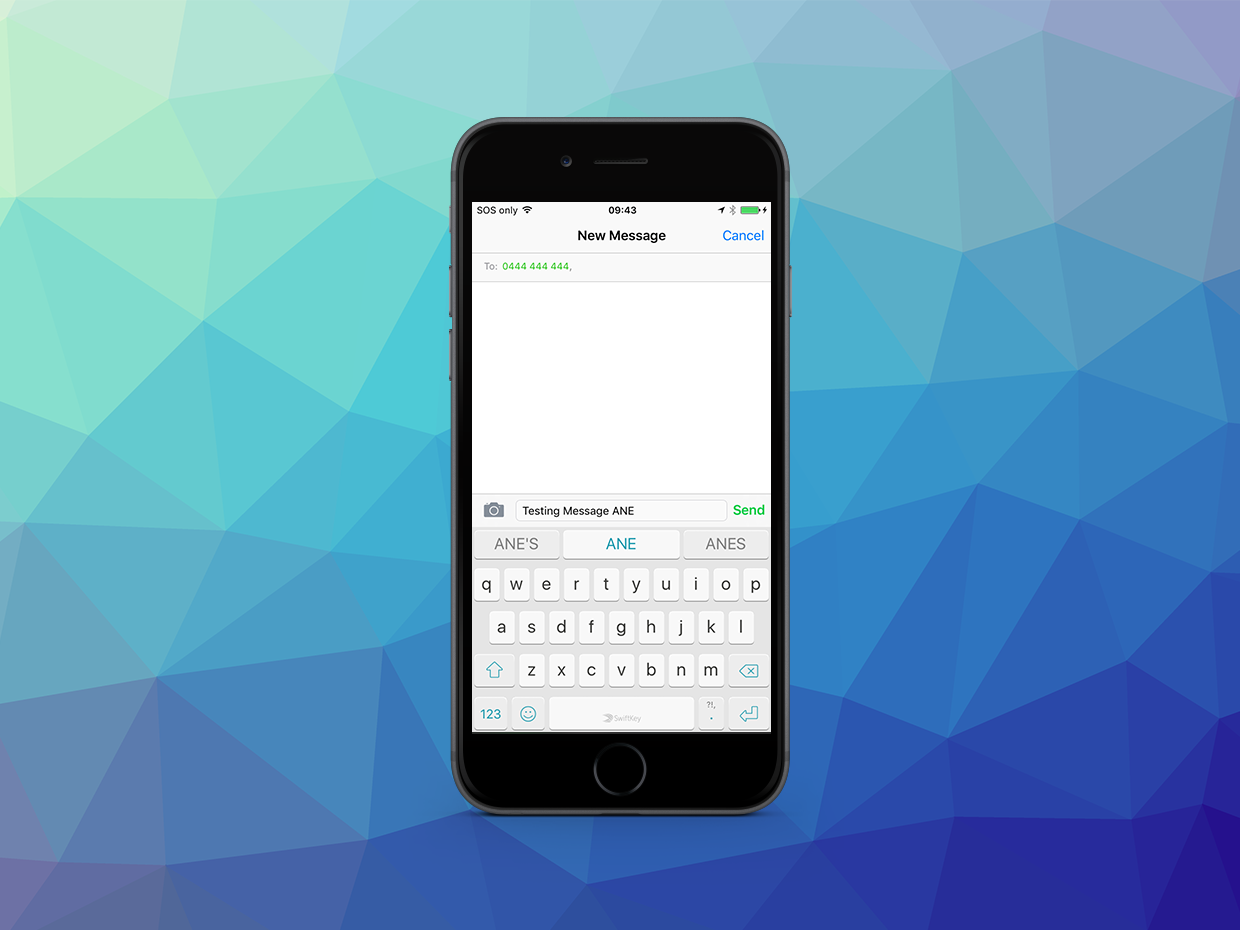 SOS only 09:43
New Message Cancel
To: 0444 444 444,
Testing Message ANE Send
ANE'S ANE ANES
q w e r t y u i o p
a s d f g h j k l
z x c v b n m
123 SwiftKey ?!, .